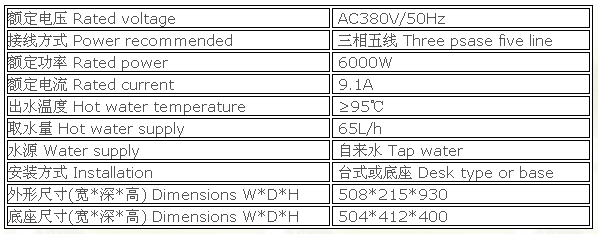 额定电压 Rated voltage AC380V/50Hz
接线方式 Power recommended 三相五线 Three psase five line
额定功率 Rated power 6000W
额定电流 Rated current 9.1A
出水温度 Hot water temperature ≥95℃
取水量 Hot water supply 65L/h
水源 Water supply 自来水 Tap water
安装方式 Installation 台式或底座 Desk type or base
外形尺寸(宽*深*高) Dimensions W*D*H 508*215*930
底座尺寸(宽*深*高) Dimensions W*D*H 504*412*400